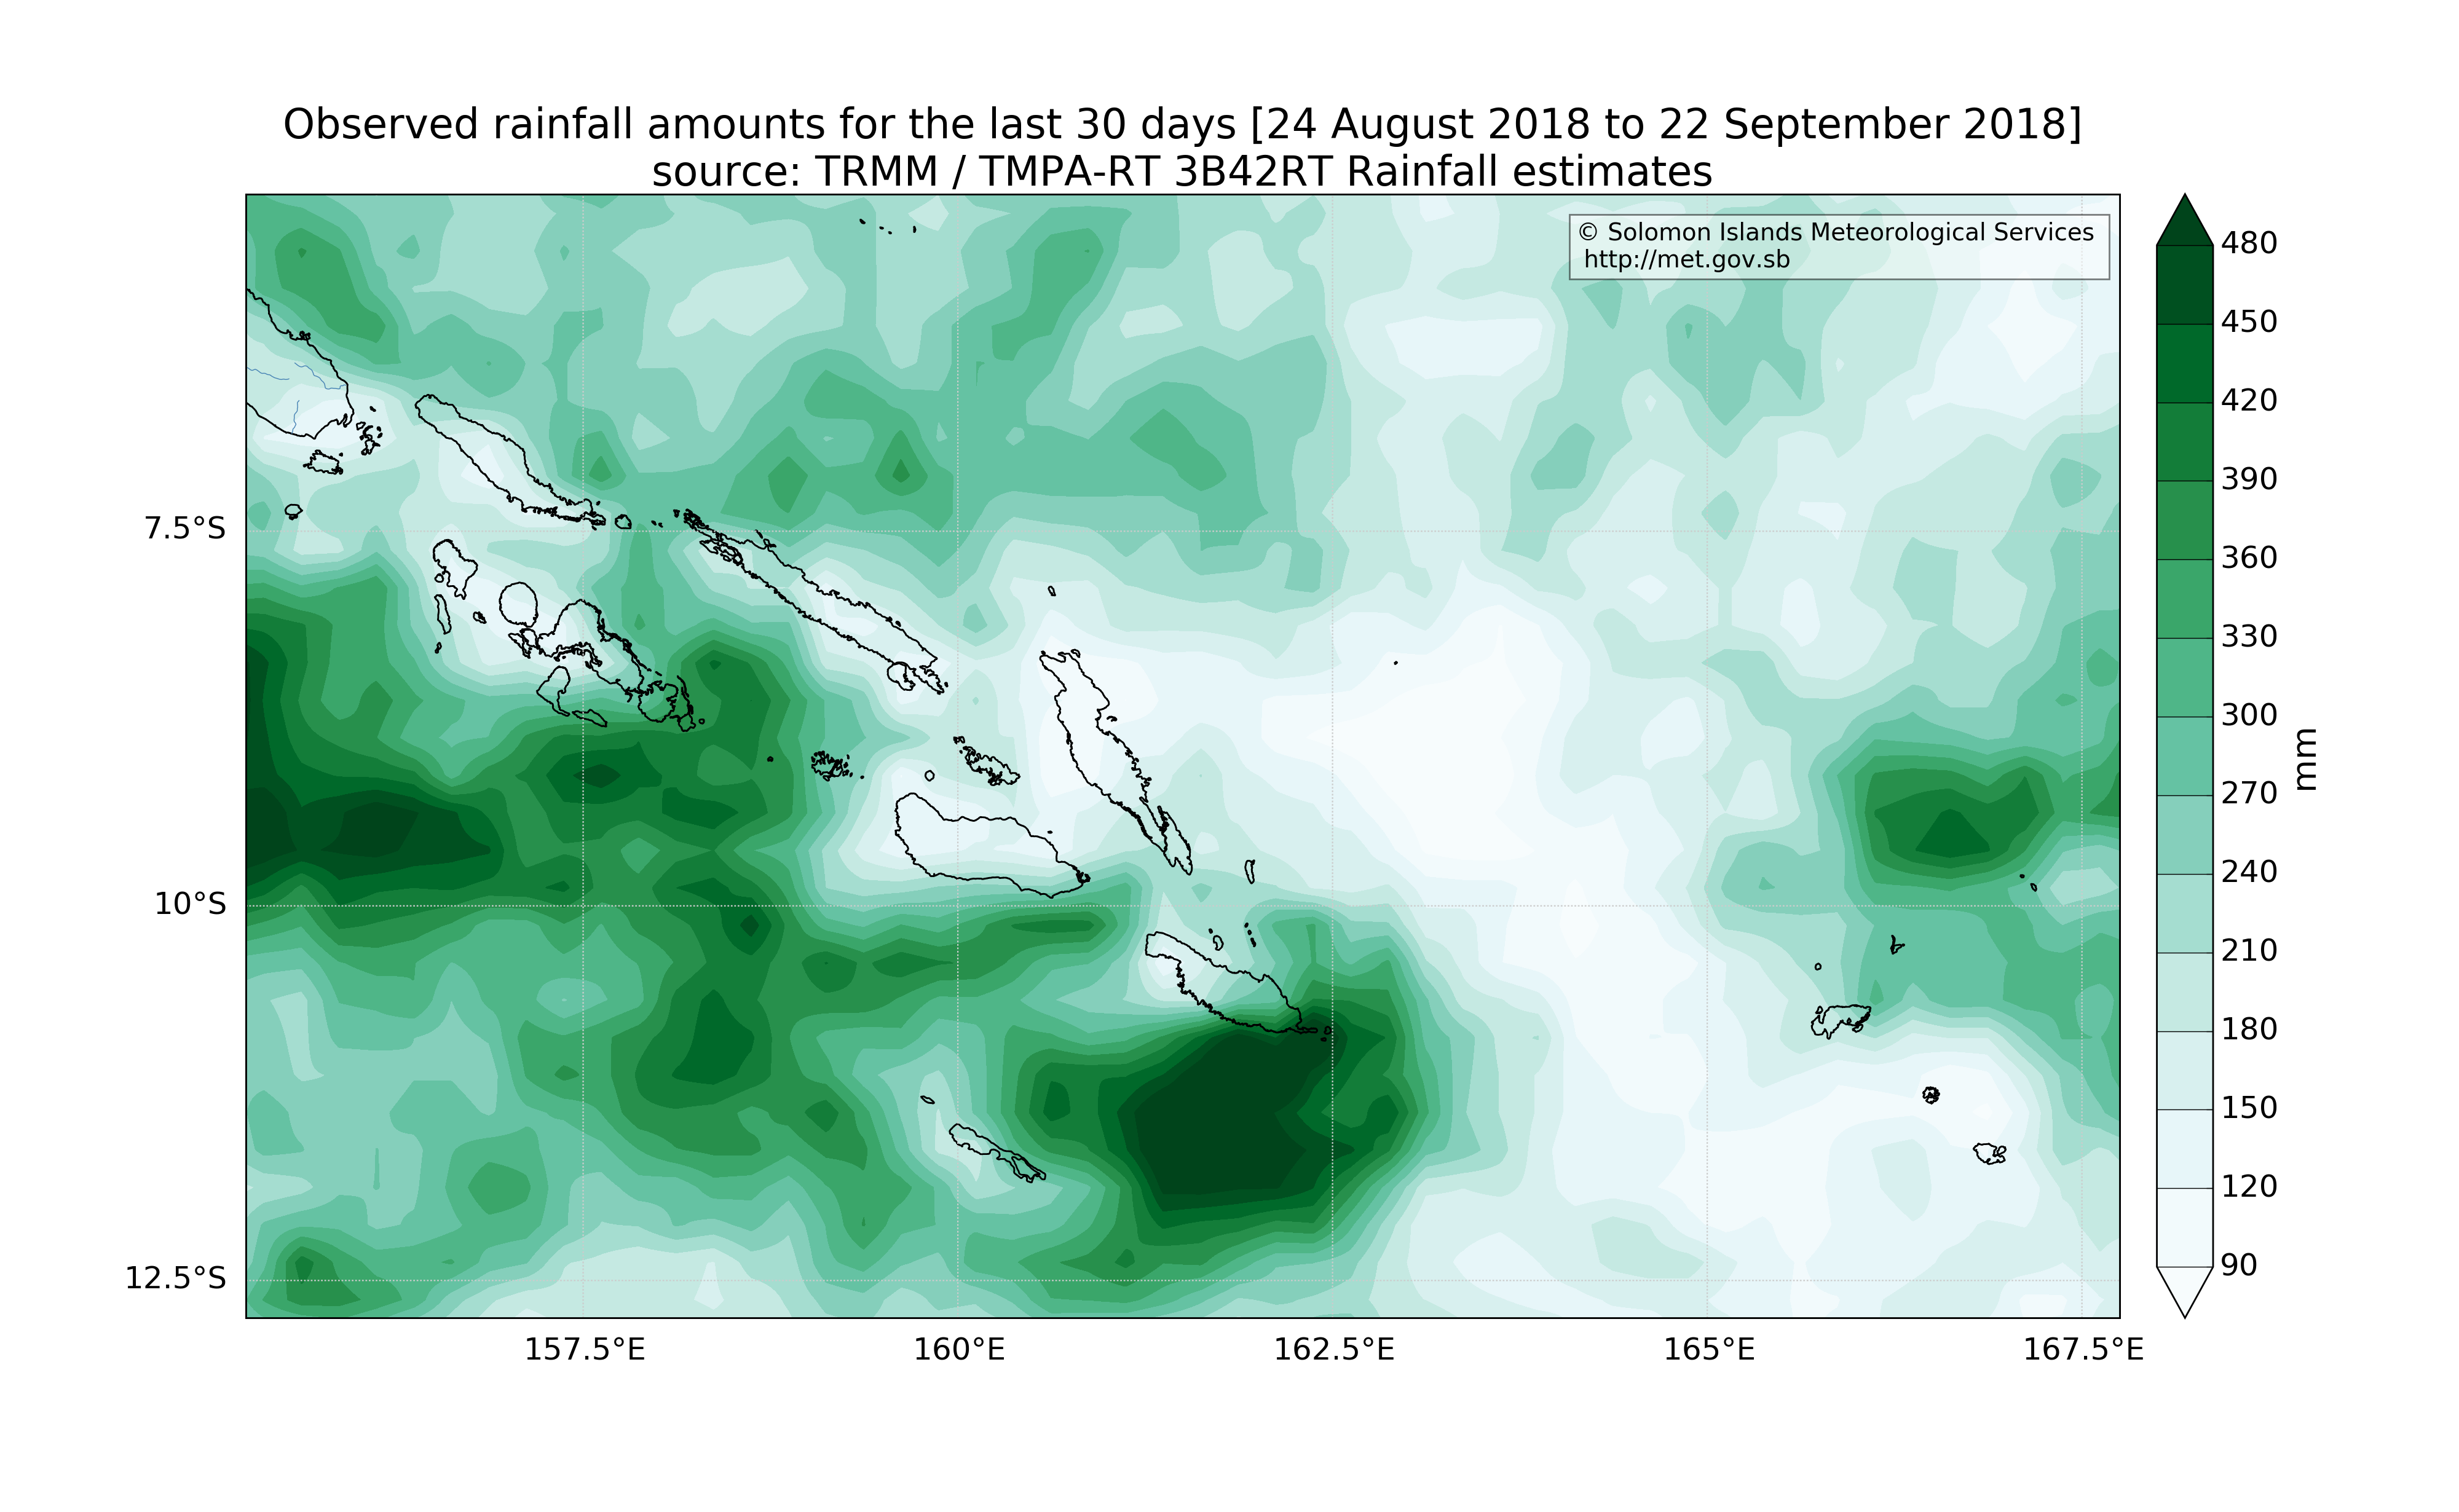 Observed rainfall amounts for the last 30 days [24 August 2018 to 22 September 2018]
source: TRMM / TMPA-RT 3B42RT Rainfall estimates
© Solomon Islands Meteorological Services
http://met.gov.sb
7.5°S
10°S
12.5°S
157.5°E
160°E
162.5°E
165°E
167.5°E
480
450
420
390
360
330
300
270
240
210
180
150
120
90
mm